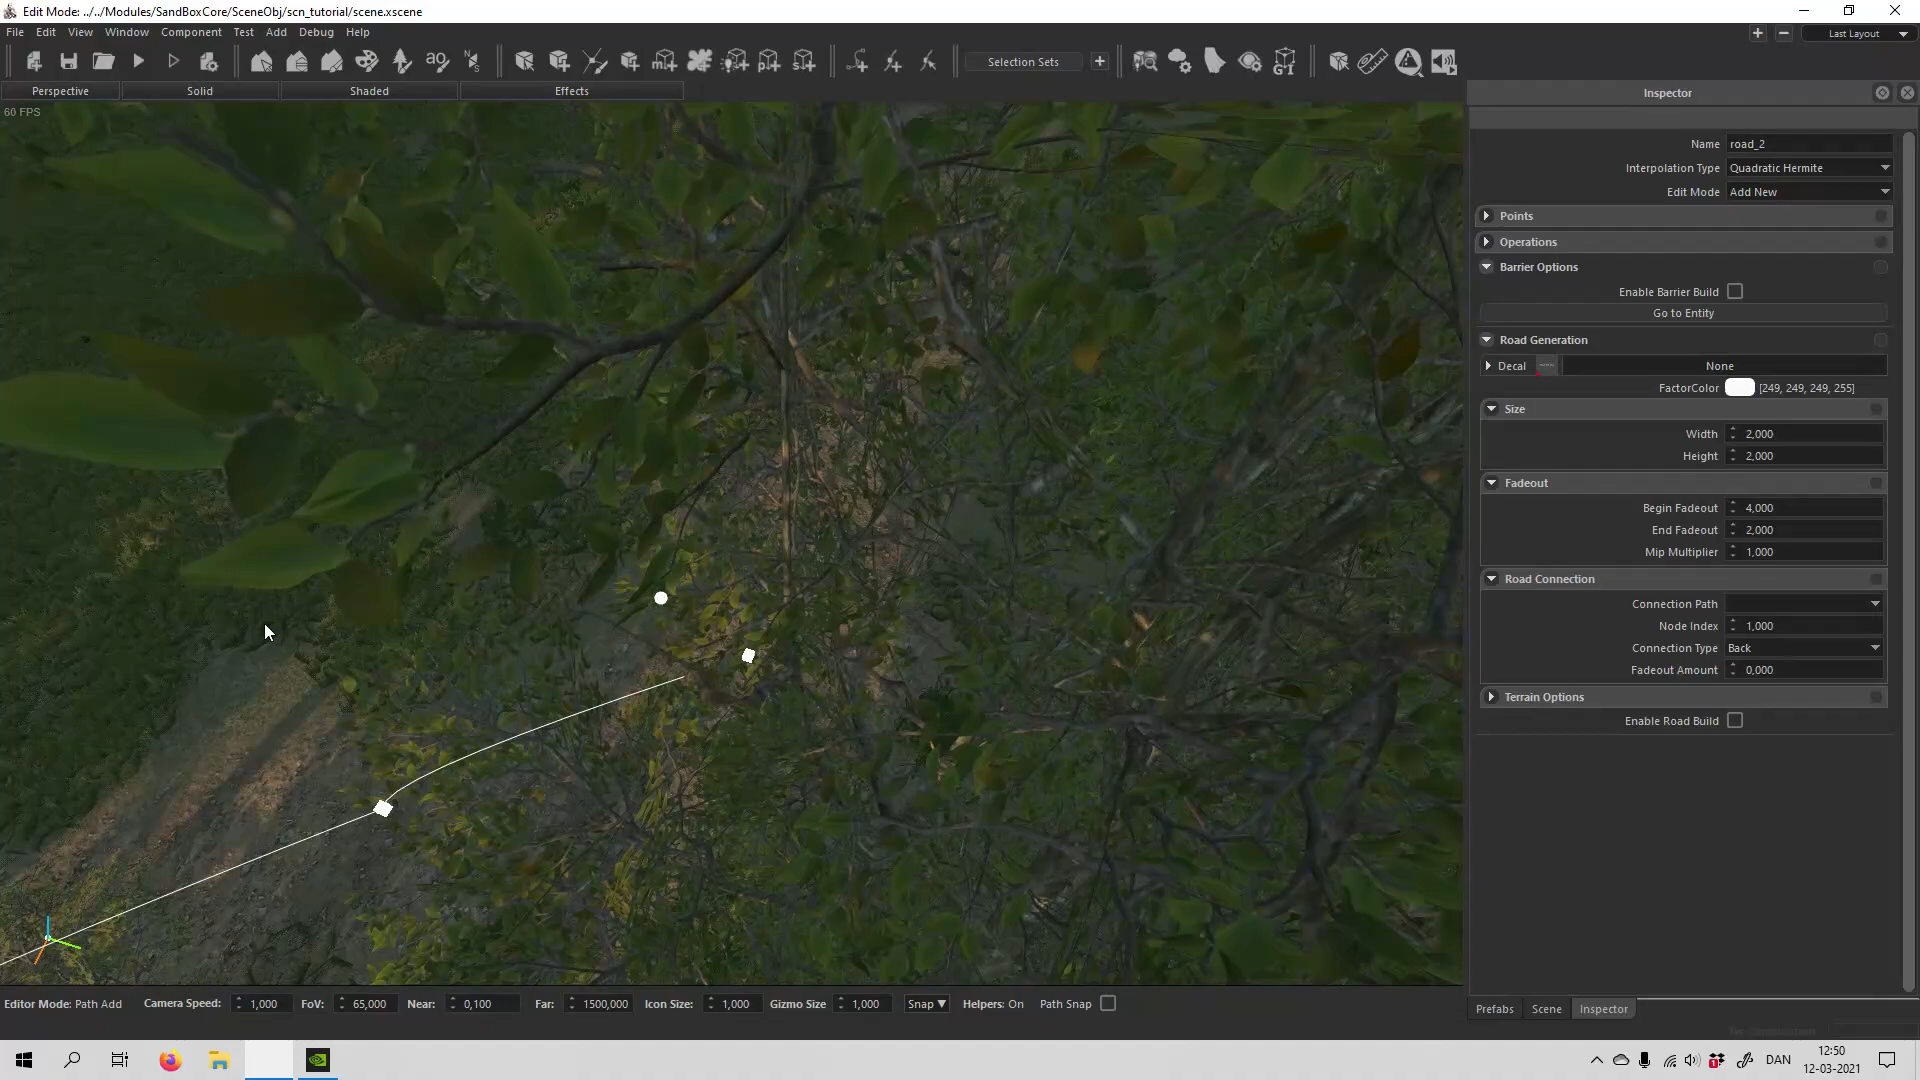 Edit Mode: ../../Modules/SandBoxCore/SceneObj/scn_tutorial/scene.xscene
File Edit View Window Component Test Add Debug Help
Last Layout
ao
Selection Sets
GI
Perspective Solid Shaded Effects
60 FPS
Inspector
Name road_2
Interpolation Type Quadratic Hermite
Edit Mode Add New
Points
Operations
Barrier Options
Enable Barrier Build
Go to Entity
Road Generation
Decal None
FactorColor [249, 249, 249, 255]
Size
Width 2,000
Height 2,000
Fadeout
Begin Fadeout 4,000
End Fadeout 2,000
Mip Multiplier 1,000
Road Connection
Connection Path
Node Index 1,000
Connection Type Back
Fadeout Amount 0,000
Terrain Options
Enable Road Build
Editor Mode: Path Add Camera Speed: 1,000 FoV: 65,000 Near: 0,100 Far: 1500,000 Icon Size: 1,000 Gizmo Size 1,000 Snap Helpers: On Path Snap
Prefabs Scene Inspector
DAN
12:50
12-03-2021